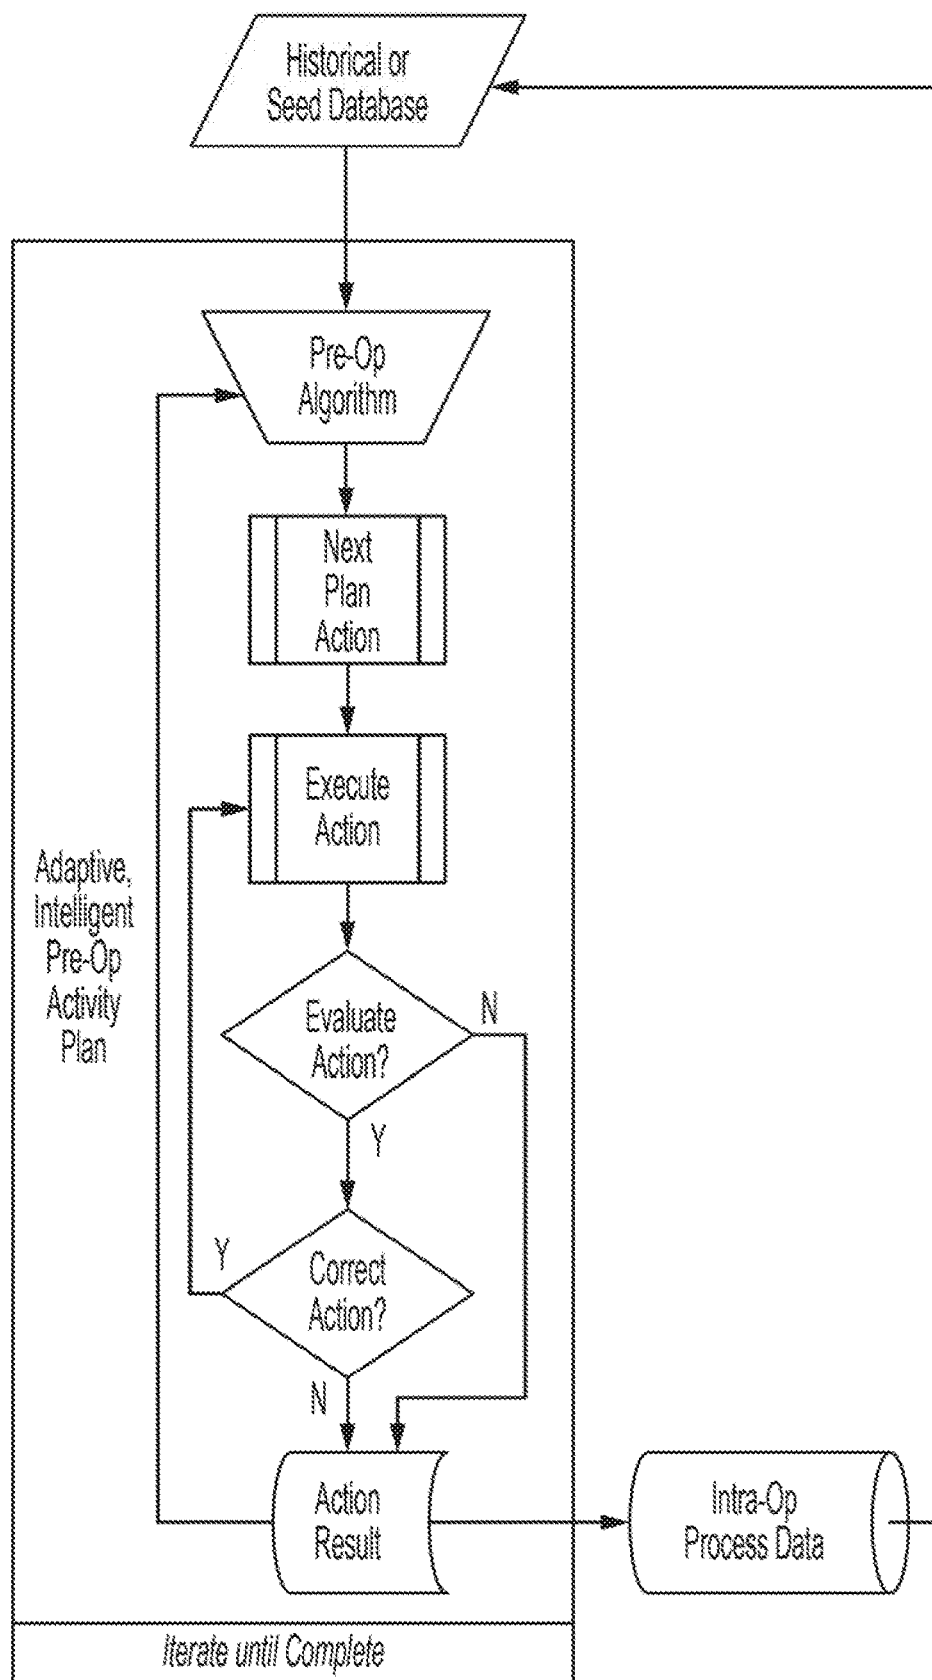 Historical or
Seed Database
Pre-Op
Algorithm
Next
Plan
Action
Execute
Action
Adaptive,
Intelligent
Pre-Op
Activity
Plan
Evaluate
Action?
N
Y
Correct
Action?
Y
N
Action
Result
Intra-Op
Process Data
Iterate until Complete